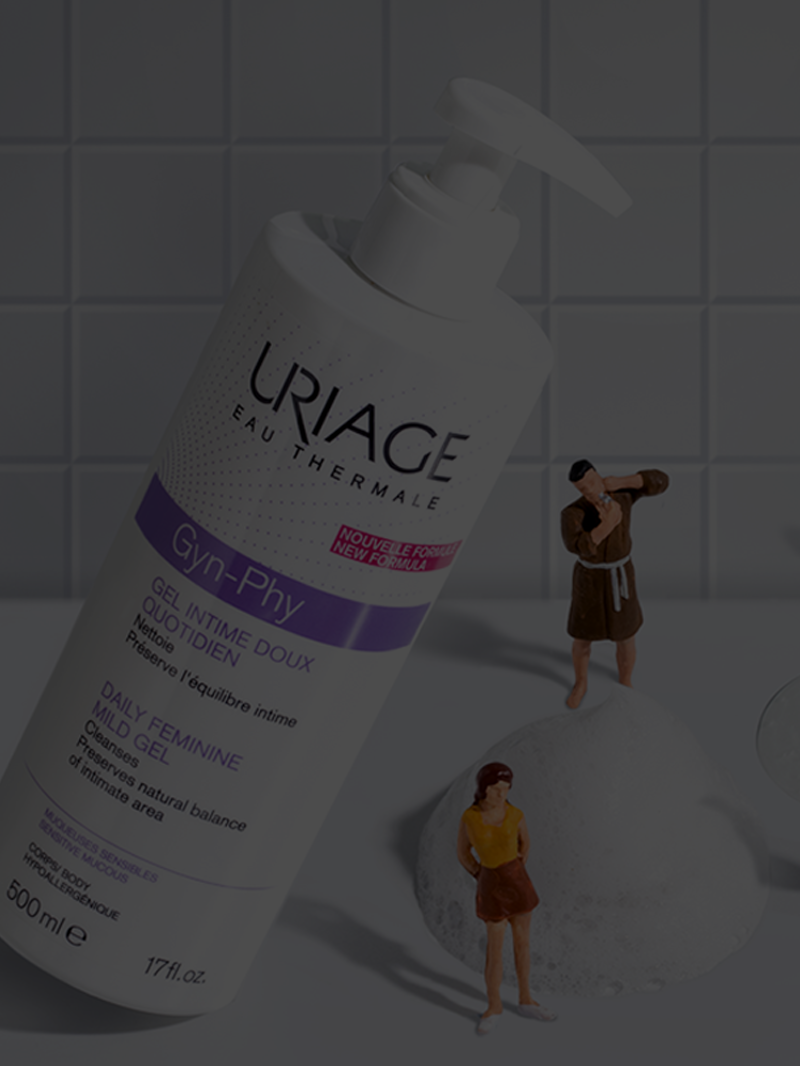 URIAGE
EAU THERMALE
NOUVELLE FORMULE
NEW FORMULA
Gyn-Phy
GEL INTIME DOUX
QUOTIDIEN
Nettoie
Préserve l'équilibre intime
DAILY FEMININE
MILD GEL
Cleanses
Preserves natural balance
of intimate area
MUQUEUSES SENSIBLES
SENSITIVE MUCOUS
CORPS/ BODY
HYPOALLERGÉNIQUE
500 ml e
17fl.oz.